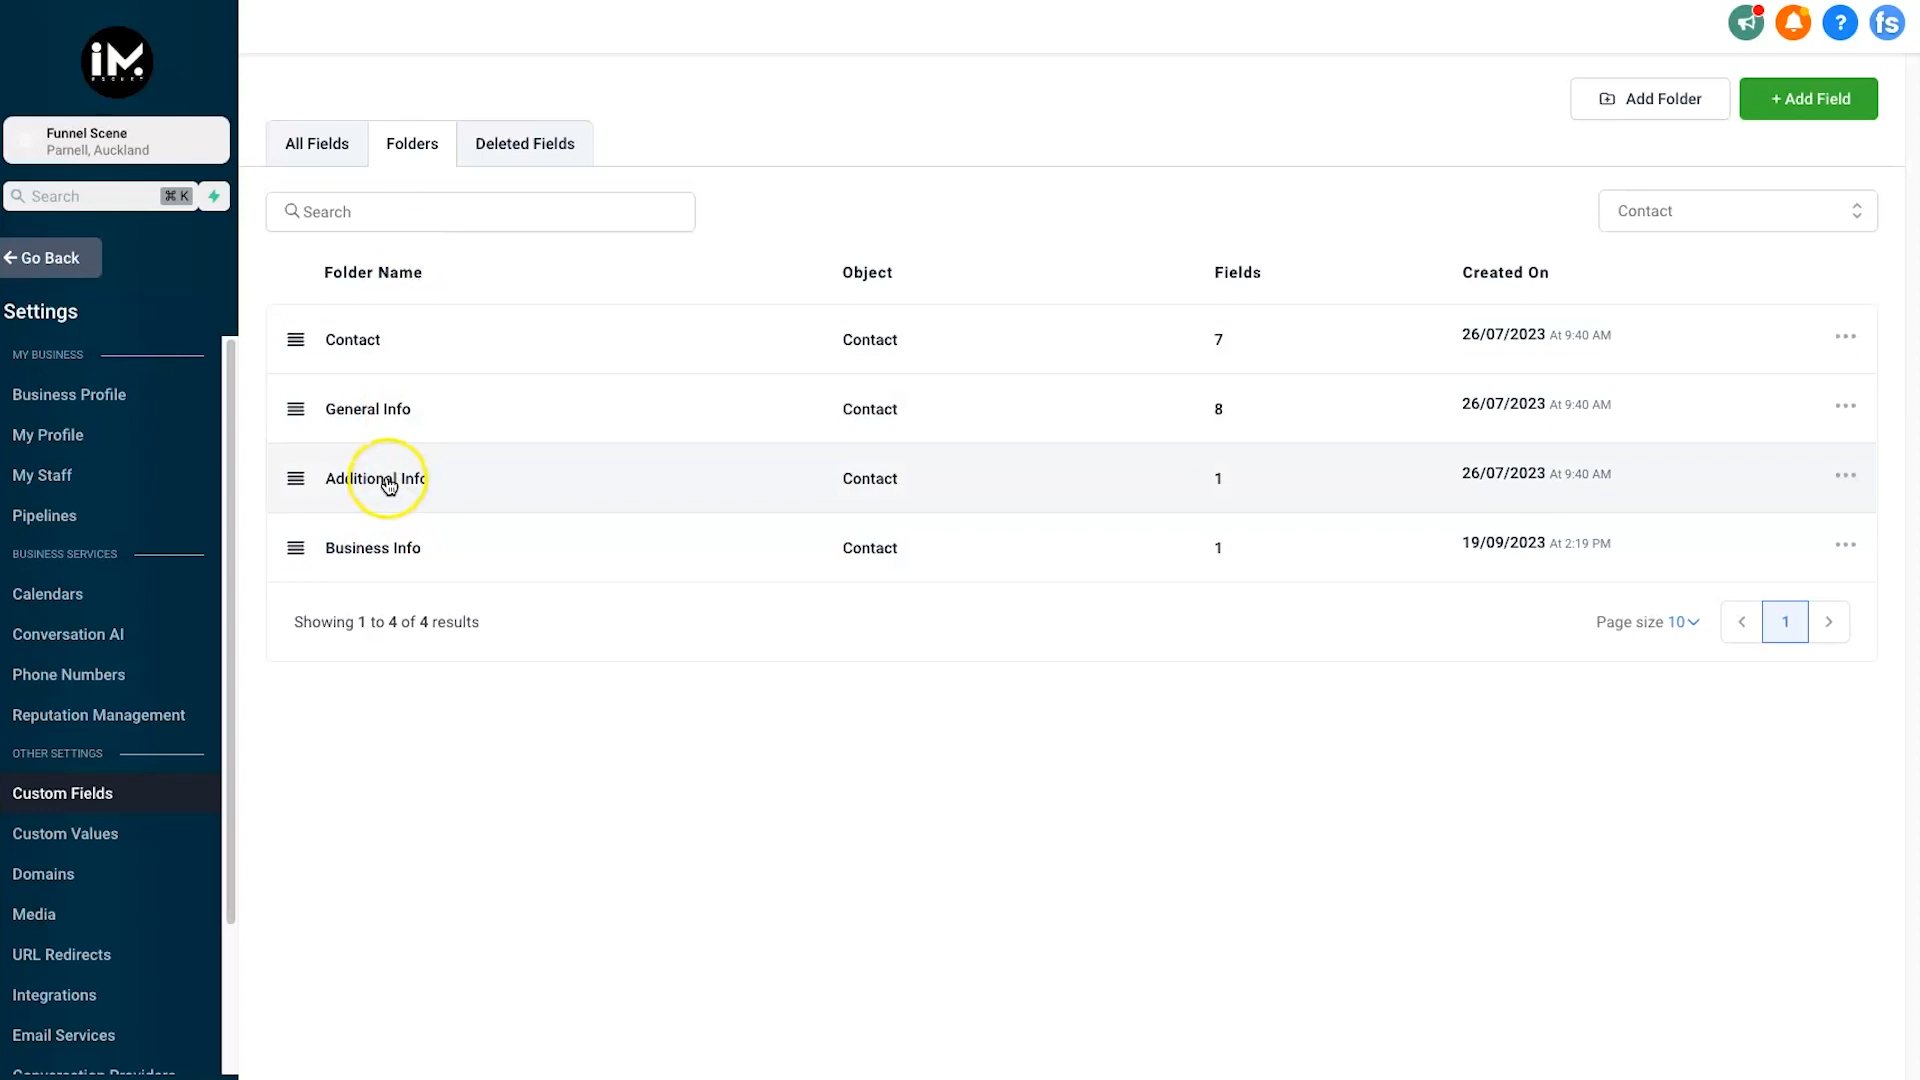 iM.
fs
Funnel Scene
Parnell, Auckland
Search
⌘ K
Go Back
Settings
MY BUSINESS
Business Profile
My Profile
My Staff
Pipelines
BUSINESS SERVICES
Calendars
Conversation AI
Phone Numbers
Reputation Management
OTHER SETTINGS
Custom Fields
Custom Values
Domains
Media
URL Redirects
Integrations
Email Services
Conversation Providers
Add Folder
+ Add Field
All Fields
Folders
Deleted Fields
Search
Contact
Folder Name Object Fields Created On
Contact Contact 7 26/07/2023 At 9:40 AM
General Info Contact 8 26/07/2023 At 9:40 AM
Additional Info Contact 1 26/07/2023 At 9:40 AM
Business Info Contact 1 19/09/2023 At 2:19 PM
Showing 1 to 4 of 4 results
Page size 10
1